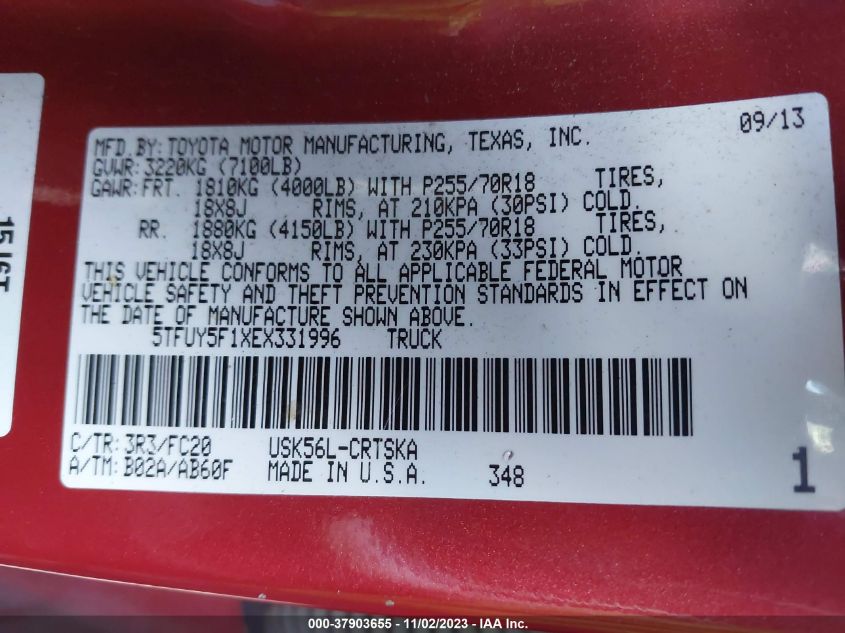 MFD.BY:TOYOTA MOTOR MANUFACTURING, TEXAS, INC. 09/13
GVWR:3220KG (7100LB)
GAWR:FRT. 1810KG (4000LB) WITH P255/70R18 TIRES,
18X8J RIMS, AT 210KPA (30PSI) COLD.
RR. 1880KG (4150LB) WITH P255/70R18 TIRES,
18X8J RIMS, AT 230KPA (33PSI) COLD.
THIS VEHICLE CONFORMS TO ALL APPLICABLE FEDERAL MOTOR
VEHICLE SAFETY AND THEFT PREVENTION STANDARDS IN EFFECT ON
THE DATE OF MANUFACTURE SHOWN ABOVE.
5TFUY5F1XEX331996 TRUCK
C/TR: 3R3/FC20 USK56L-CRTSKA
A/TM: B02A/AB60F MADE IN U.S.A. 348 1
000-37903655 - 11/02/2023 - Copyright © 2023 IAA, Inc.